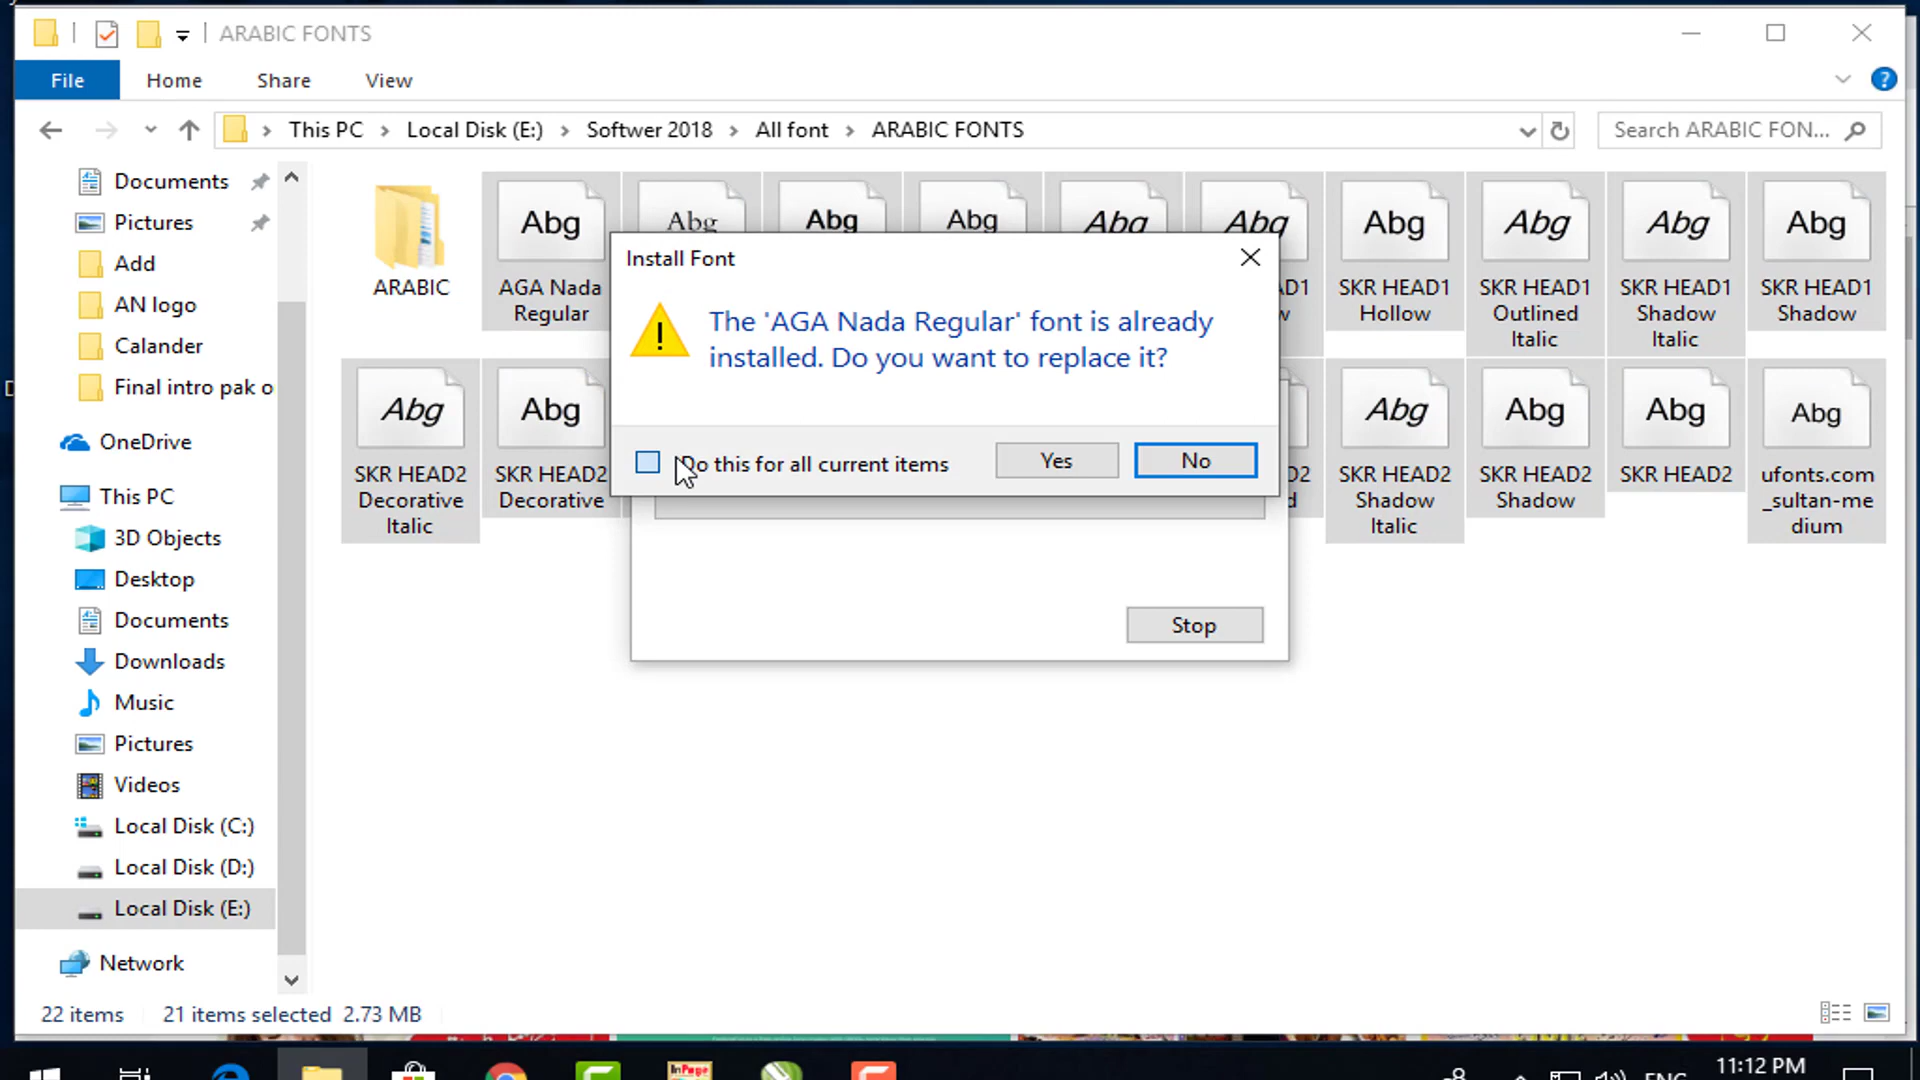 ARABIC FONTS
File Home Share View
This PC Local Disk (E:) Softwer 2018 All font ARABIC FONTS
Search ARABIC FON...
Documents
Pictures
Add
AN logo
Calander
Final intro pak o
OneDrive
This PC
3D Objects
Desktop
Documents
Downloads
Music
Pictures
Videos
Local Disk (C:)
Local Disk (D:)
Local Disk (E:)
Network
ARABIC
Abg
AGA Nada
Regular
Abg
Abg
Abg
Abg
Abg
Abg
SKR HEAD1
Hollow
Abg
SKR HEAD1
Outlined
Italic
Abg
SKR HEAD1
Shadow
Italic
Abg
SKR HEAD1
Shadow
Abg
SKR HEAD2
Decorative
Italic
Abg
SKR HEAD2
Decorative
Abg
SKR HEAD2
Shadow
Italic
Abg
SKR HEAD2
Shadow
Abg
SKR HEAD2
Abg
ufonts.com
_sultan-me
dium
Install Font
The 'AGA Nada Regular' font is already
installed. Do you want to replace it?
Do this for all current items
Yes
No
Stop
22 items 21 items selected 2.73 MB
InPage
ENG
11:12 PM